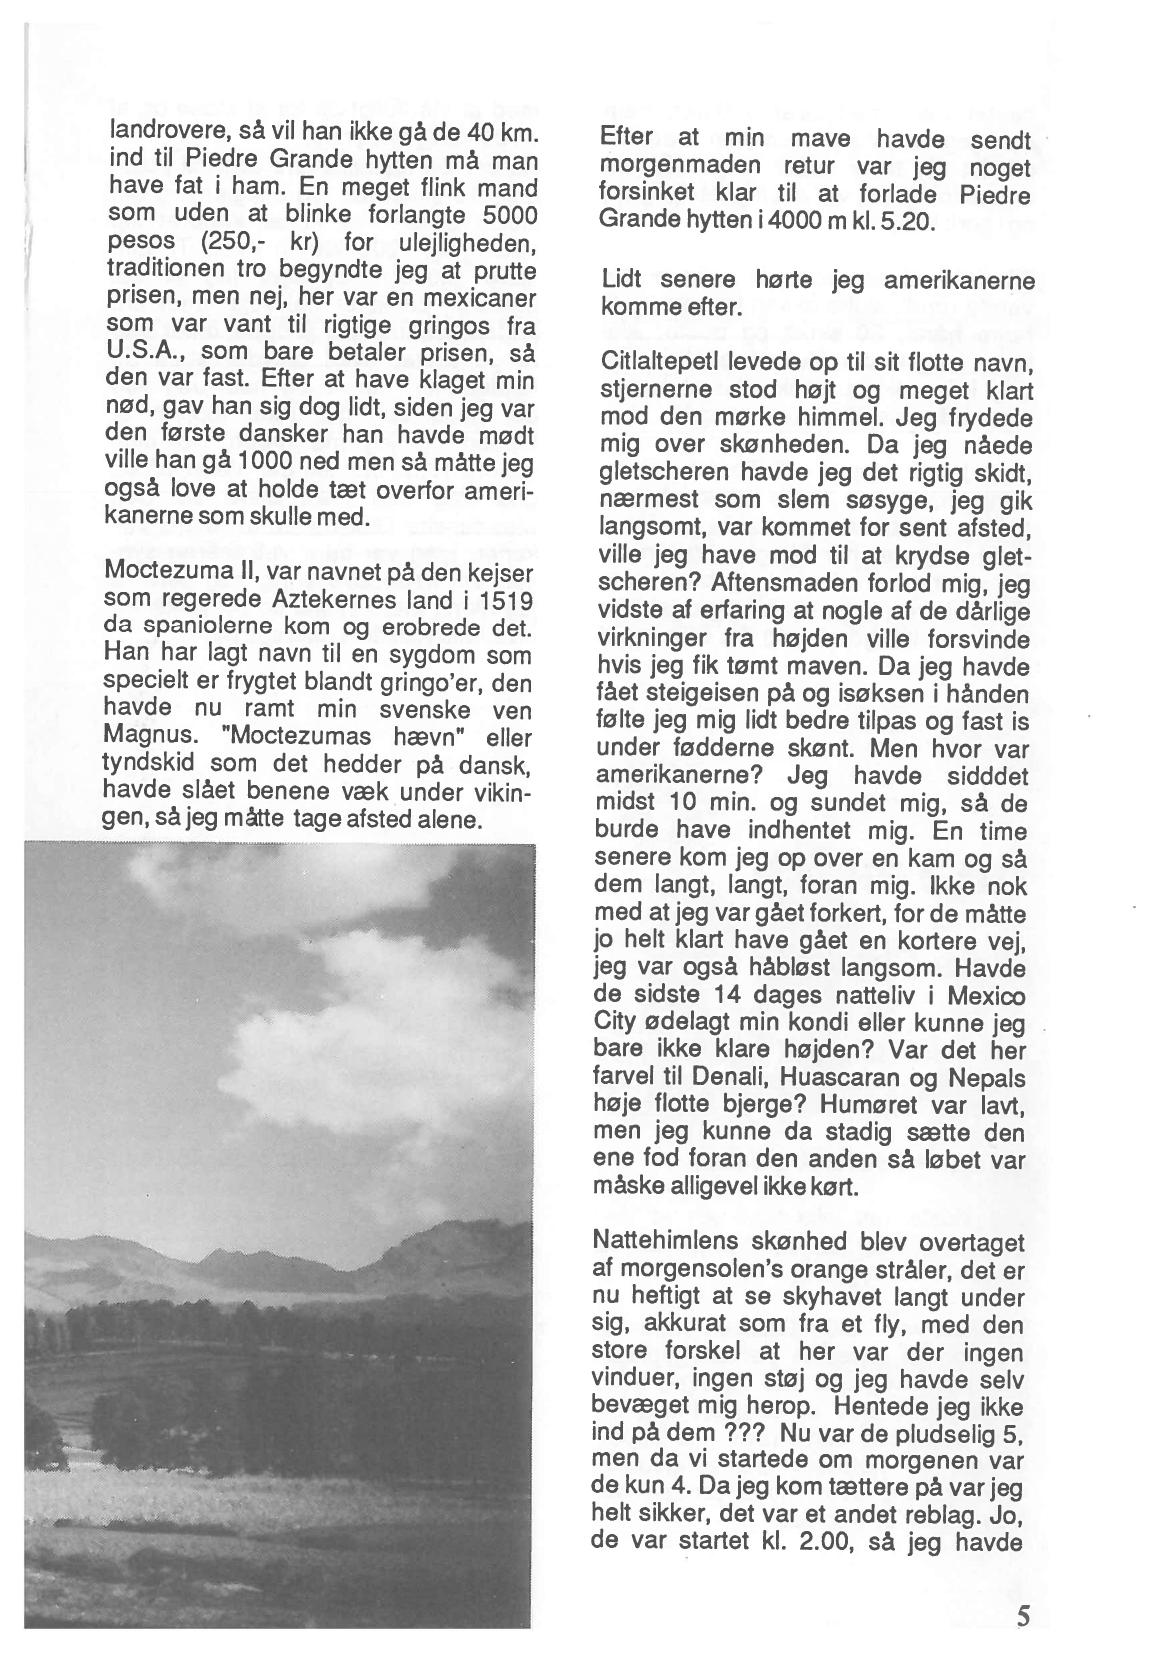 landrovere, så vil han ikke gå de 40 km.
ind til Piedre Grande hytten må man
have fat i ham. En meget flink mand
som uden at blinke forlangte 5000
pesos (250,- kr) for ulejligheden,
traditionen tro begyndte jeg at prutte
prisen, men nej, her var en mexicaner
som var vant til rigtige gringos fra
U.S.A., som bare betaler prisen, så
den var fast. Efter at have klaget min
nød, gav han sig dog lidt, siden jeg var
den første dansker han havde mødt
ville han gå 1000 ned men så måtte jeg
også love at holde tæt overfor ameri-
kanerne som skulle med.

Moctezuma II, var navnet på den kejser
som regerede Aztekernes land i 1519
da spaniolerne kom og erobrede det.
Han har lagt navn til en sygdom som
specielt er frygtet blandt gringo'er, den
havde nu ramt min svenske ven
Magnus. "Moctezumas hævn" eller
tyndskid som det hedder på dansk,
havde slået benene væk under vikin-
gen, så jeg måtte tage afsted alene.

Efter at min mave havde sendt
morgenmaden retur var jeg noget
forsinket klar til at forlade Piedre
Grande hytten i 4000 m kl. 5.20.

Lidt senere hørte jeg amerikanerne
komme efter.

Citlaltepetl levede op til sit flotte navn,
stjernerne stod højt og meget klart
mod den mørke himmel. Jeg frydede
mig over skønheden. Da jeg nåede
gletscheren havde jeg det rigtig skidt,
nærmest som slem søsyge, jeg gik
langsomt, var kommet for sent afsted,
ville jeg have mod til at krydse glet-
scheren? Aftensmaden forlod mig, jeg
vidste af erfaring at nogle af de dårlige
virkninger fra højden ville forsvinde
hvis jeg fik tømt maven. Da jeg havde
fået steigeisen på og isøksen i hånden
følte jeg mig lidt bedre tilpas og fast is
under fødderne skønt. Men hvor var
amerikanerne? Jeg havde sidddet
midst 10 min. og sundet mig, så de
burde have indhentet mig. En time
senere kom jeg op over en kam og så
dem langt, langt, foran mig. Ikke nok
med at jeg var gået forkert, for de måtte
jo helt klart have gået en kortere vej,
jeg var også håbløst langsom. Havde
de sidste 14 dages natteliv i Mexico
City ødelagt min kondi eller kunne jeg
bare ikke klare højden? Var det her
farvel til Denali, Huascaran og Nepals
høje flotte bjerge? Humøret var lavt,
men jeg kunne da stadig sætte den
ene fod foran den anden så løbet var
måske alligevel ikke kørt.

Nattehimlens skønhed blev overtaget
af morgensolen's orange stråler, det er
nu heftigt at se skyhavet langt under
sig, akkurat som fra et fly, med den
store forskel at her var der ingen
vinduer, ingen støj og jeg havde selv
bevæget mig herop. Hentede jeg ikke
ind på dem ??? Nu var de pludselig 5,
men da vi startede om morgenen var
de kun 4. Da jeg kom tættere på var jeg
helt sikker, det var et andet reblag. Jo,
de var startet kl. 2.00, så jeg havde

5